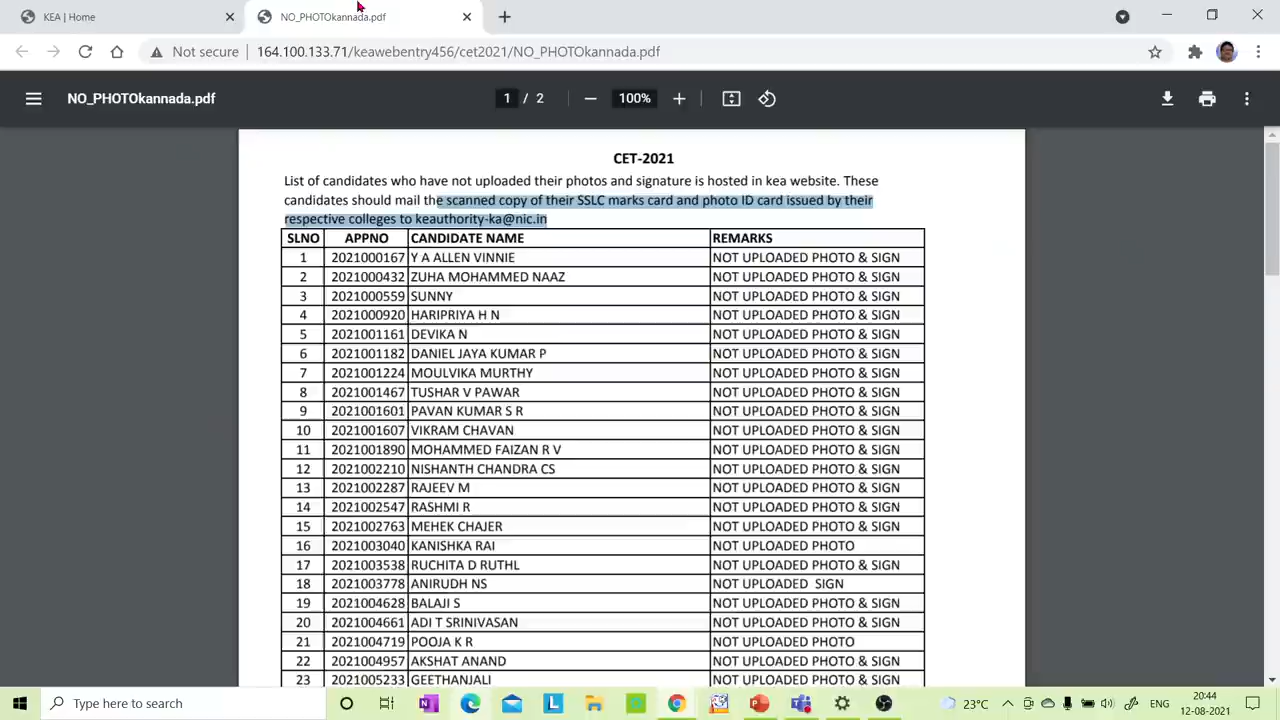 KEA | Home
NO_PHOTOkannada.pdf
Not secure
164.100.133.71/keawebentry456/cet2021/NO_PHOTOkannada.pdf
NO_PHOTOkannada.pdf
1 / 2
100%
CET-2021
List of candidates who have not uploaded their photos and signature is hosted in kea website. These
candidates should mail the scanned copy of their SSLC marks card and photo ID card issued by their
respective colleges to keauthority-ka@nic.in
SLNO APPNO CANDIDATE NAME REMARKS
1 2021000167 Y A ALLEN VINNIE NOT UPLOADED PHOTO & SIGN
2 2021000432 ZUHA MOHAMMED NAAZ NOT UPLOADED PHOTO & SIGN
3 2021000559 SUNNY NOT UPLOADED PHOTO & SIGN
4 2021000920 HARIPRIYA H N NOT UPLOADED PHOTO & SIGN
5 2021001161 DEVIKA N NOT UPLOADED PHOTO & SIGN
6 2021001182 DANIEL JAYA KUMAR P NOT UPLOADED PHOTO & SIGN
7 2021001224 MOULVIKA MURTHY NOT UPLOADED PHOTO & SIGN
8 2021001467 TUSHAR V PAWAR NOT UPLOADED PHOTO & SIGN
9 2021001601 PAVAN KUMAR S R NOT UPLOADED PHOTO & SIGN
10 2021001607 VIKRAM CHAVAN NOT UPLOADED PHOTO & SIGN
11 2021001890 MOHAMMED FAIZAN R V NOT UPLOADED PHOTO & SIGN
12 2021002210 NISHANTH CHANDRA CS NOT UPLOADED PHOTO & SIGN
13 2021002287 RAJEEV M NOT UPLOADED PHOTO & SIGN
14 2021002547 RASHMI R NOT UPLOADED PHOTO & SIGN
15 2021002763 MEHEK CHAJER NOT UPLOADED PHOTO & SIGN
16 2021003040 KANISHKA RAI NOT UPLOADED PHOTO
17 2021003538 RUCHITA D RUTHL NOT UPLOADED PHOTO & SIGN
18 2021003778 ANIRUDH NS NOT UPLOADED  SIGN
19 2021004628 BALAJI S NOT UPLOADED PHOTO & SIGN
20 2021004661 ADI T SRINIVASAN NOT UPLOADED PHOTO & SIGN
21 2021004719 POOJA K R NOT UPLOADED PHOTO
22 2021004957 AKSHAT ANAND NOT UPLOADED PHOTO & SIGN
23 2021005233 GEETHANJALI NOT UPLOADED PHOTO & SIGN
Type here to search
23°C
ENG
20:44
12-08-2021